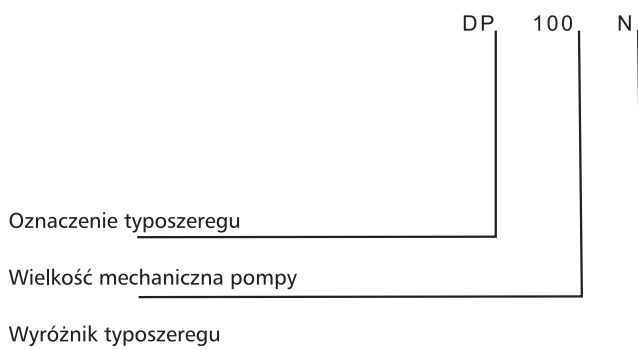 DP 100 N
Oznaczenie typoszeregu
Wielkość mechaniczna pompy
Wyróżnik typoszeregu